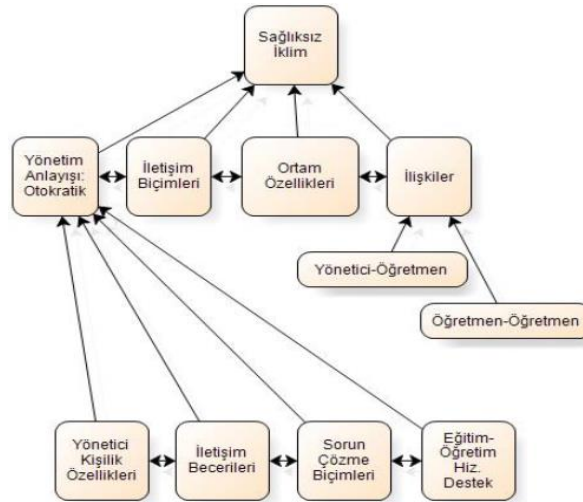 Sağlıksız
İklim
Yönetim
Anlayışı:
Otokratik
İletişim
Biçimleri
Ortam
Özellikleri
İlişkiler
Yönetici-Öğretmen
Öğretmen-Öğretmen
Yönetici
Kişilik
Özellikleri
İletişim
Becerileri
Sorun
Çözme
Biçimleri
Eğitim-
Öğretim
Hiz.
Destek